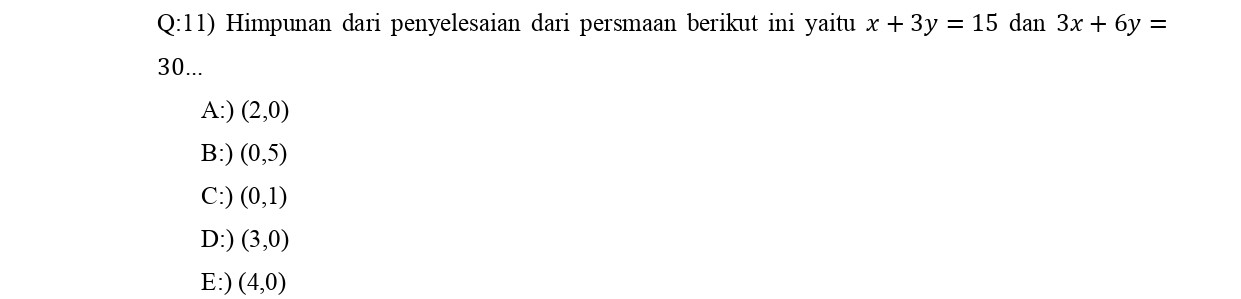 Q:11) Himpunan dari penyelesaian dari persmaan berikut ini yaitu x + 3y = 15 dan 3x + 6y =
30...
A:) (2,0)
B:) (0,5)
C:) (0,1)
D:) (3,0)
E:) (4,0)